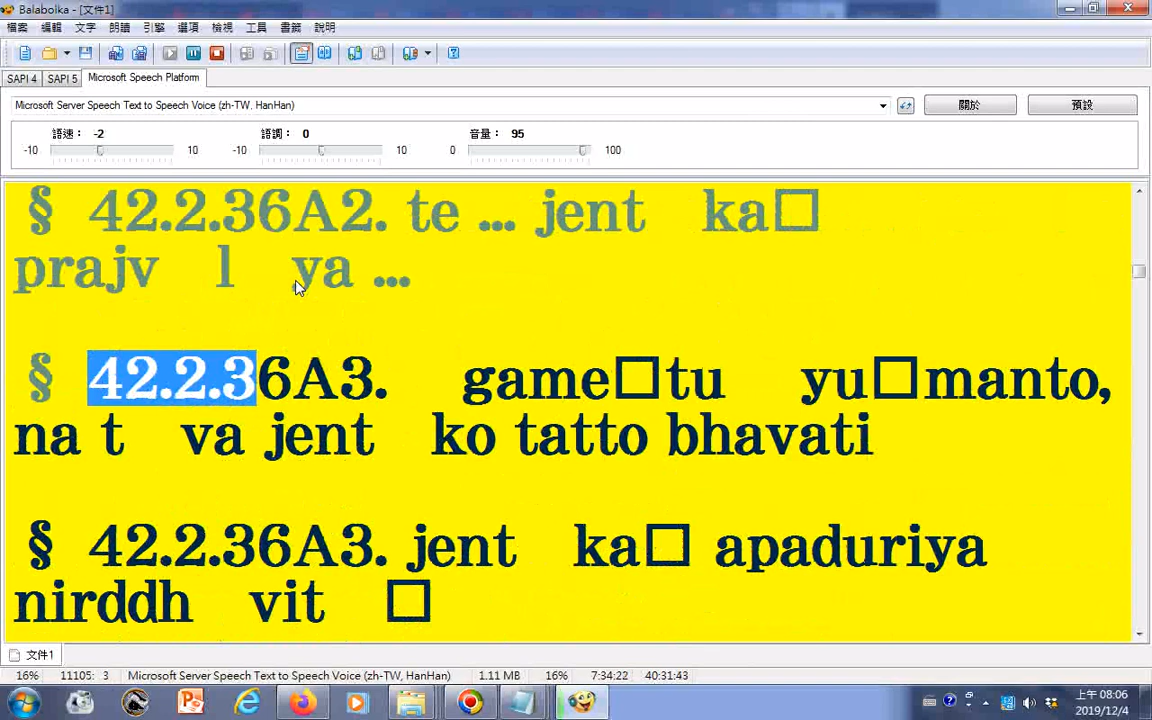 Balabolka - [文件1]
檔案 編輯 文字 朗讀 引擎 選項 檢視 工具 書籤 說明
SAPI 4 SAPI 5 Microsoft Speech Platform
Microsoft Server Speech Text to Speech Voice (zh-TW, HanHan) 關於 預設
語速： -2 語調： 0 音量： 95
-10 10 -10 10 0 100
§ 42.2.36A2. te ... jent ka□
prajv l ya ...
§ 42.2.36A3. game□tu yu□manto,
na t va jent ko tatto bhavati
§ 42.2.36A3. jent ka□ apaduriya
nirddh vit □
文件1
16% 11105: 3 Microsoft Server Speech Text to Speech Voice (zh-TW, HanHan) 1.11 MB 16% 7:34:22 40:31:43
上午 08:06
2019/12/4